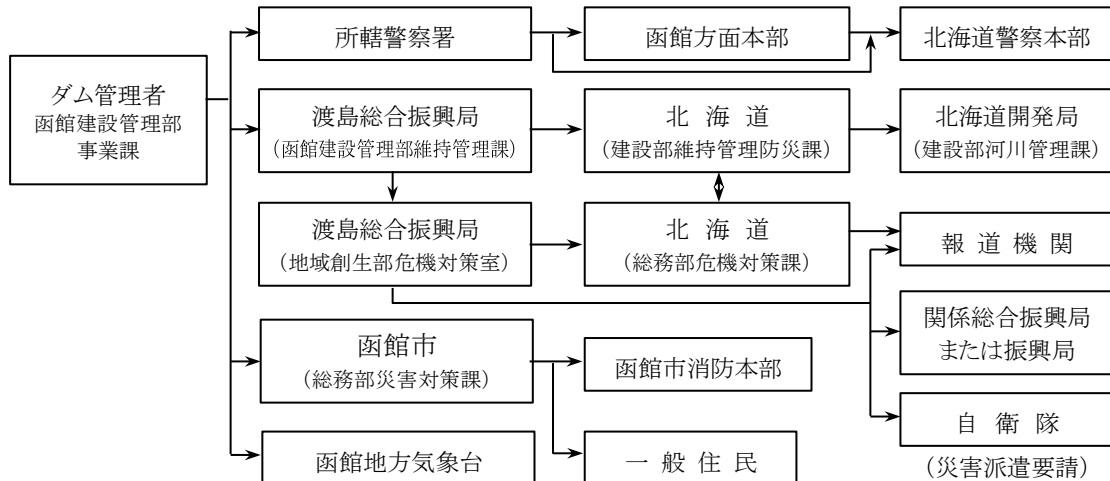 ダム管理者
函館建設管理部
事業課
所轄警察署
函館方面本部
北海道警察本部
渡島総合振興局
（函館建設管理部維持管理課）
北海道
（建設部維持管理防災課）
北海道開発局
（建設部河川管理課）
渡島総合振興局
（地域創生部危機対策室）
北海道
（総務部危機対策課）
報道機関
関係総合振興局
または振興局
函館市
（総務部災害対策課）
函館市消防本部
自衛隊
（災害派遣要請）
函館地方気象台
一般住民